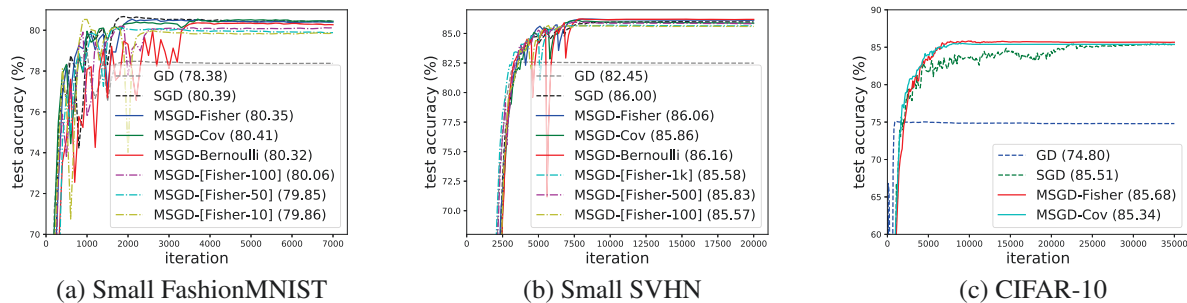 80
78
76
74
72
70
test accuracy (%)
GD (78.38)
SGD (80.39)
MSGD-Fisher (80.35)
MSGD-Cov (80.41)
MSGD-Bernoulli (80.32)
MSGD-[Fisher-100] (80.06)
MSGD-[Fisher-50] (79.85)
MSGD-[Fisher-10] (79.86)
0 1000 2000 3000 4000 5000 6000 7000
iteration
(a) Small FashionMNIST
85.0
82.5
80.0
77.5
75.0
72.5
70.0
test accuracy (%)
GD (82.45)
SGD (86.00)
MSGD-Fisher (86.06)
MSGD-Cov (85.86)
MSGD-Bernoulli (86.16)
MSGD-[Fisher-1k] (85.58)
MSGD-[Fisher-500] (85.83)
MSGD-[Fisher-100] (85.57)
0 2500 5000 7500 10000 12500 15000 17500 20000
iteration
(b) Small SVHN
90
85
80
75
70
65
60
test accuracy (%)
GD (74.80)
SGD (85.51)
MSGD-Fisher (85.68)
MSGD-Cov (85.34)
0 5000 10000 15000 20000 25000 30000 35000
iteration
(c) CIFAR-10